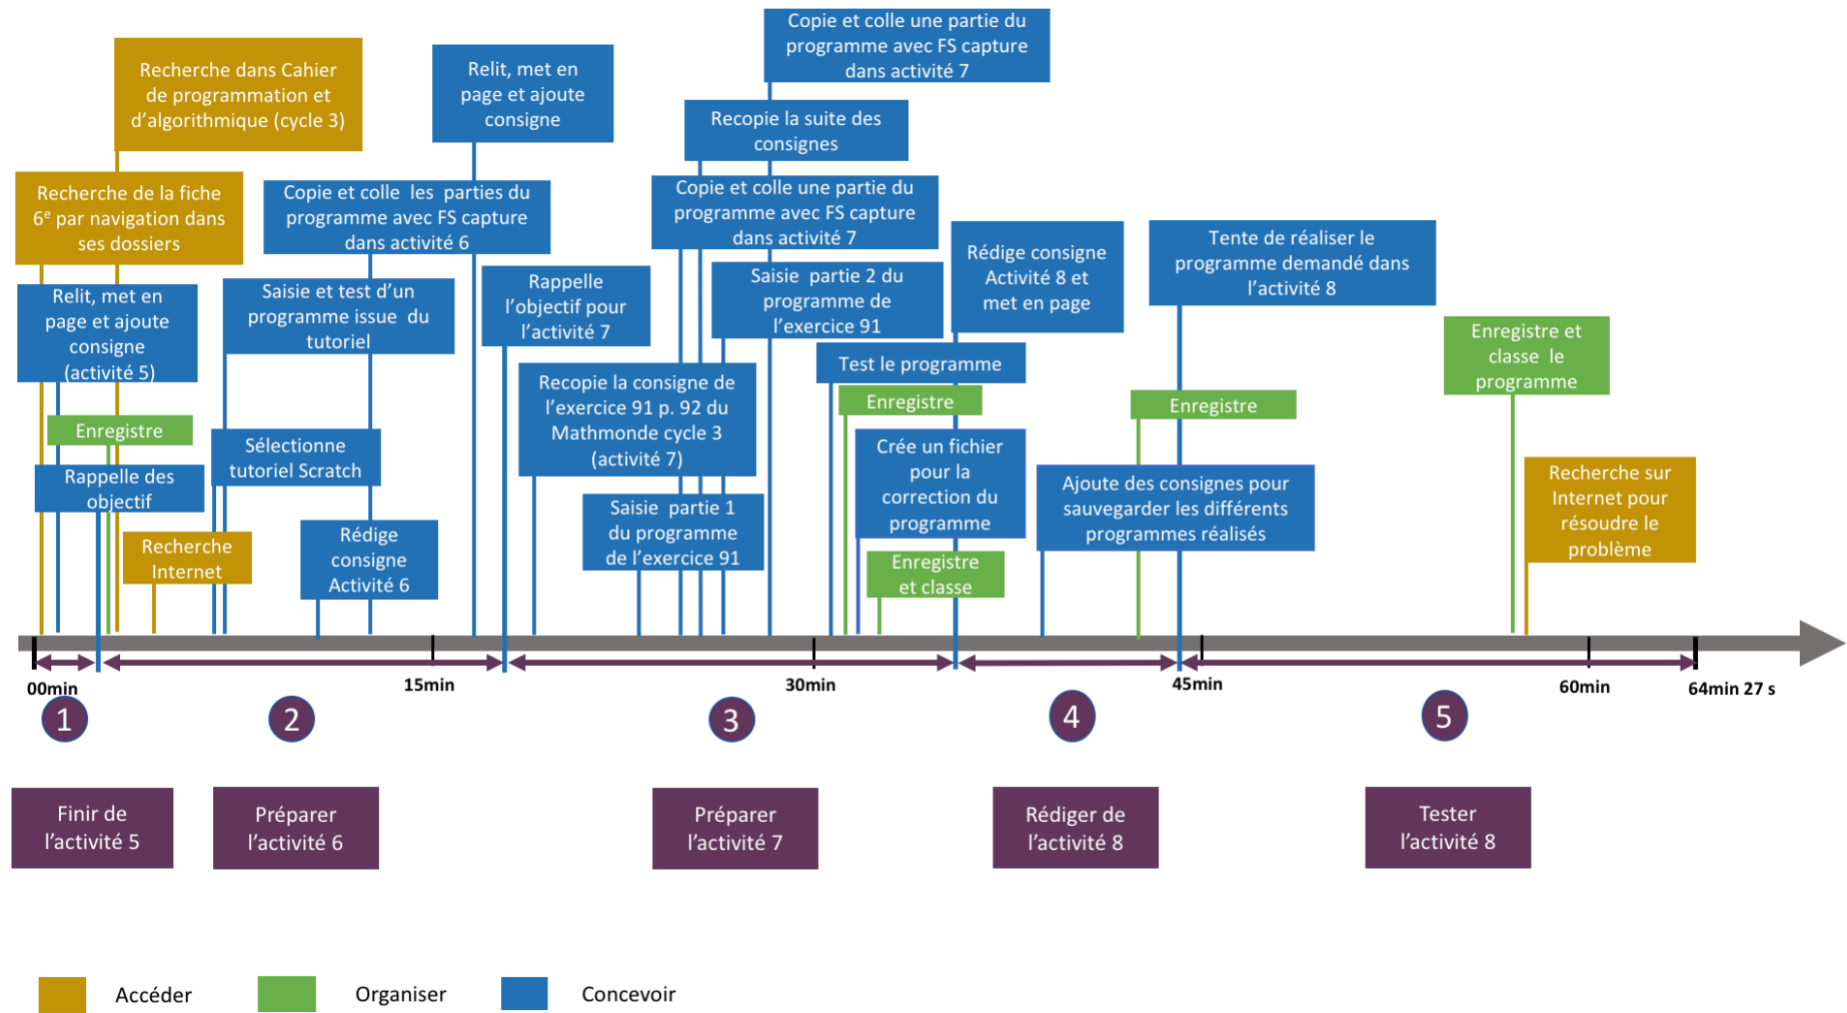 Copie et colle une partie du
programme avec FS capture
dans activité 7
Recherche dans Cahier
de programmation et
d’algorithmique (cycle 3)
Relit, met en
page et ajoute
consigne
Recopie la suite des
consignes
Recherche de la fiche
6e par navigation dans
ses dossiers
Copie et colle les parties du
programme avec FS capture
dans activité 6
Copie et colle une partie du
programme avec FS capture
dans activité 7
Rédige consigne
Activité 8 et
met en page
Tente de réaliser le
programme demandé dans
l’activité 8
Relit, met en
page et ajoute
consigne
(activité 5)
Saisie et test d’un
programme issue du
tutoriel
Rappelle
l’objectif pour
l’activité 7
Saisie partie 2 du
programme de
l’exercice 91
Enregistre et
classe le
programme
Test le programme
Recopie la consigne de
l’exercice 91 p. 92 du
Mathmonde cycle 3
(activité 7)
Enregistre
Enregistre
Enregistre
Sélectionne
tutoriel Scratch
Crée un fichier
pour la
correction du
programme
Rappelle des
objectif
Ajoute des consignes pour
sauvegarder les différents
programmes réalisés
Recherche sur
Internet pour
résoudre le
problème
Saisie partie 1
du programme
de l’exercice 91
Recherche
Internet
Rédige
consigne
Activité 6
Enregistre
et classe
00min
15min
30min
45min
60min
64min 27 s
1
2
3
4
5
Finir de
l’activité 5
Préparer
l’activité 6
Préparer
l’activité 7
Rédiger de
l’activité 8
Tester
l’activité 8
Accéder
Organiser
Concevoir